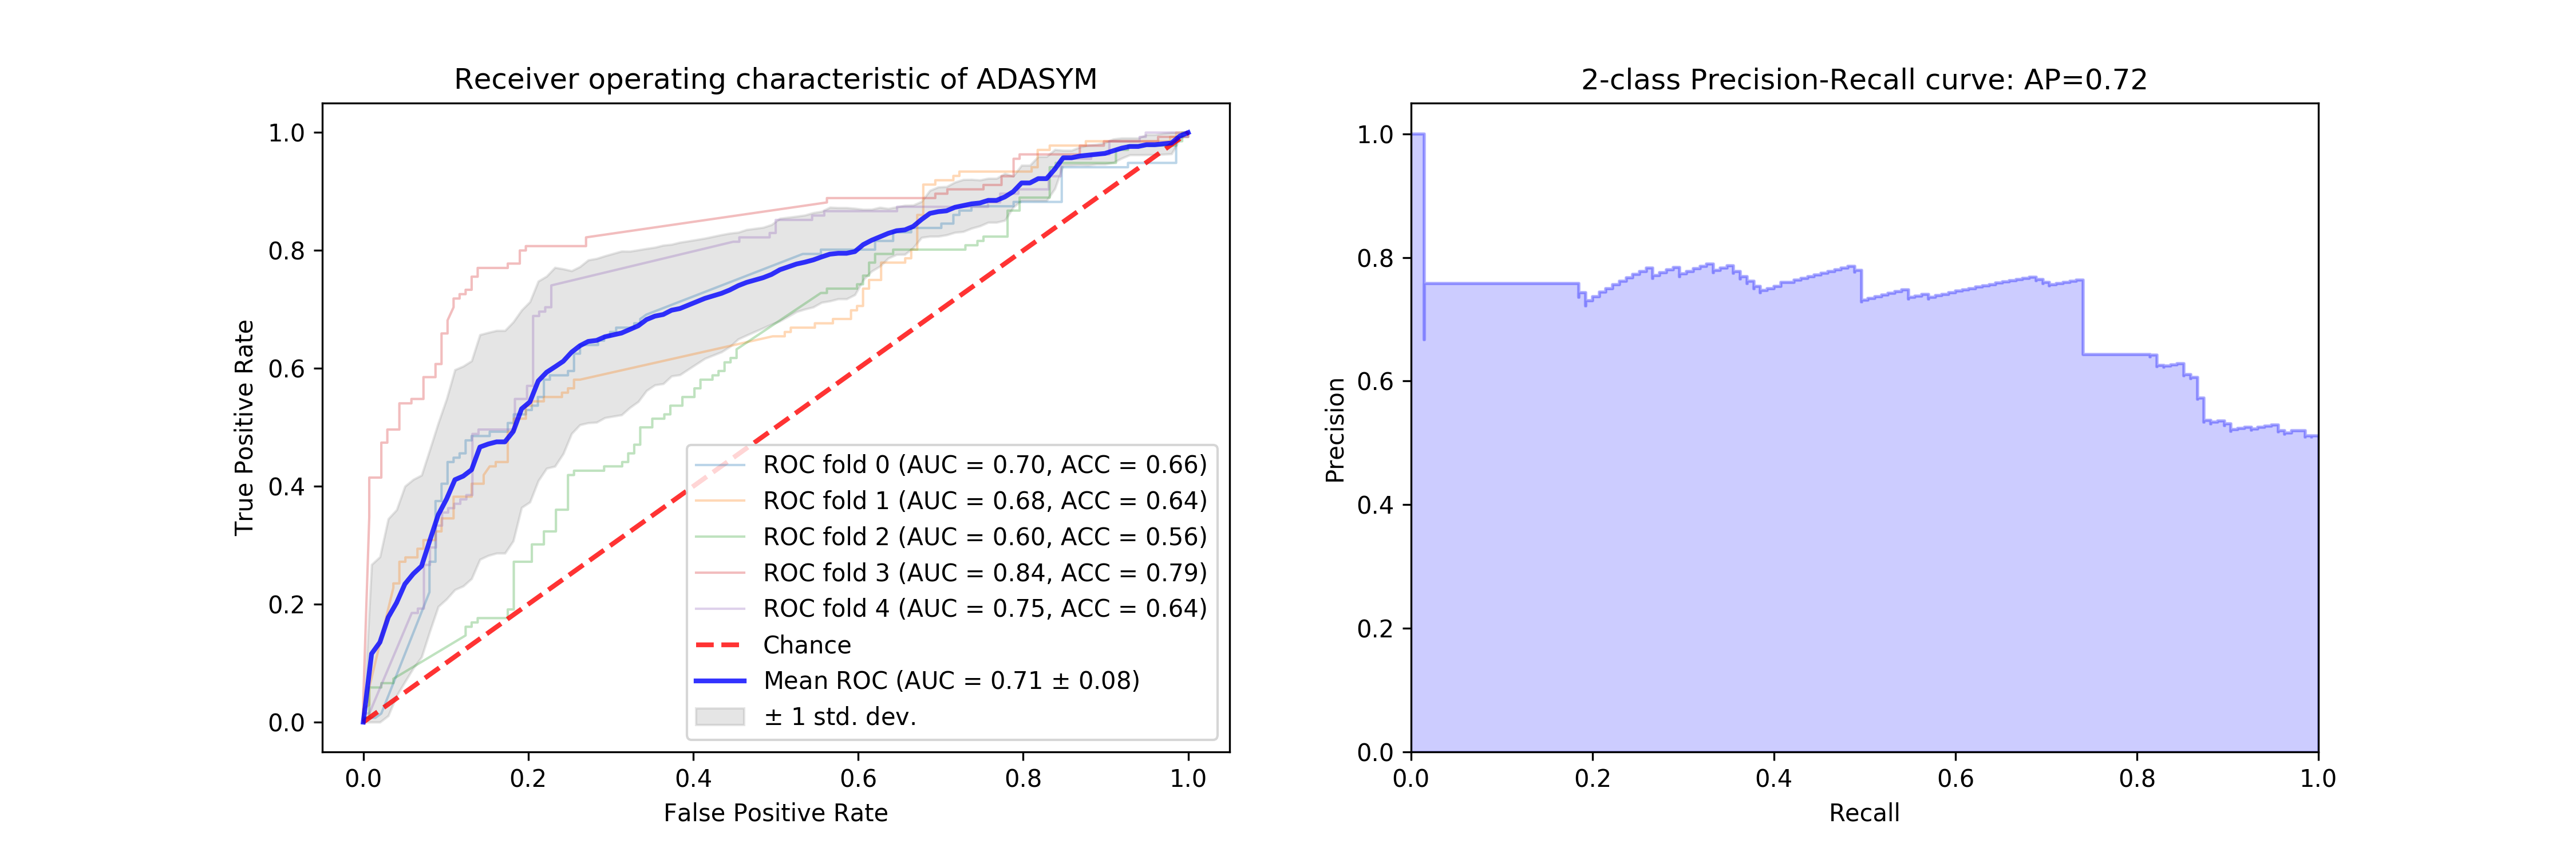 Receiver operating characteristic of ADASYM
True Positive Rate
1.0
0.8
0.6
0.4
0.2
0.0
ROC fold 0 (AUC = 0.70, ACC = 0.66)
ROC fold 1 (AUC = 0.68, ACC = 0.64)
ROC fold 2 (AUC = 0.60, ACC = 0.56)
ROC fold 3 (AUC = 0.84, ACC = 0.79)
ROC fold 4 (AUC = 0.75, ACC = 0.64)
Chance
Mean ROC (AUC = 0.71 ± 0.08)
± 1 std. dev.
0.0 0.2 0.4 0.6 0.8 1.0
False Positive Rate
2-class Precision-Recall curve: AP=0.72
Precision
1.0
0.8
0.6
0.4
0.2
0.0
0.0 0.2 0.4 0.6 0.8 1.0
Recall